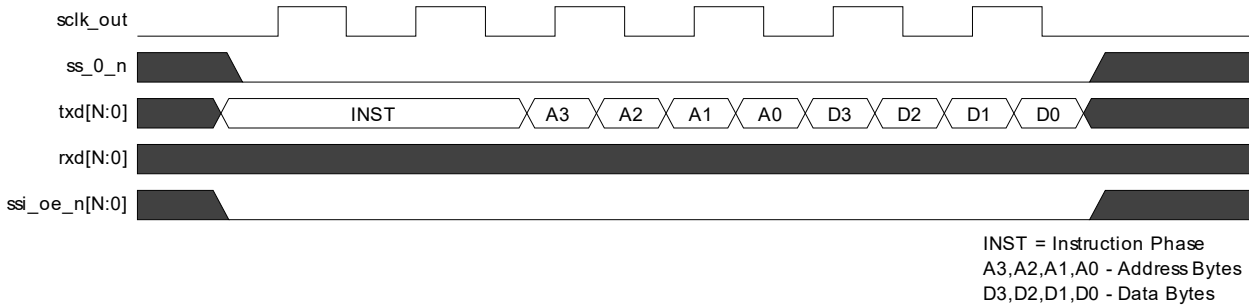 sclk_out
ss_0_n
txd[N:0] INST A3 A2 A1 A0 D3 D2 D1 D0
rxd[N:0]
ssi_oe_n[N:0]
INST = Instruction Phase
A3,A2,A1,A0 - Address Bytes
D3,D2,D1,D0 - Data Bytes